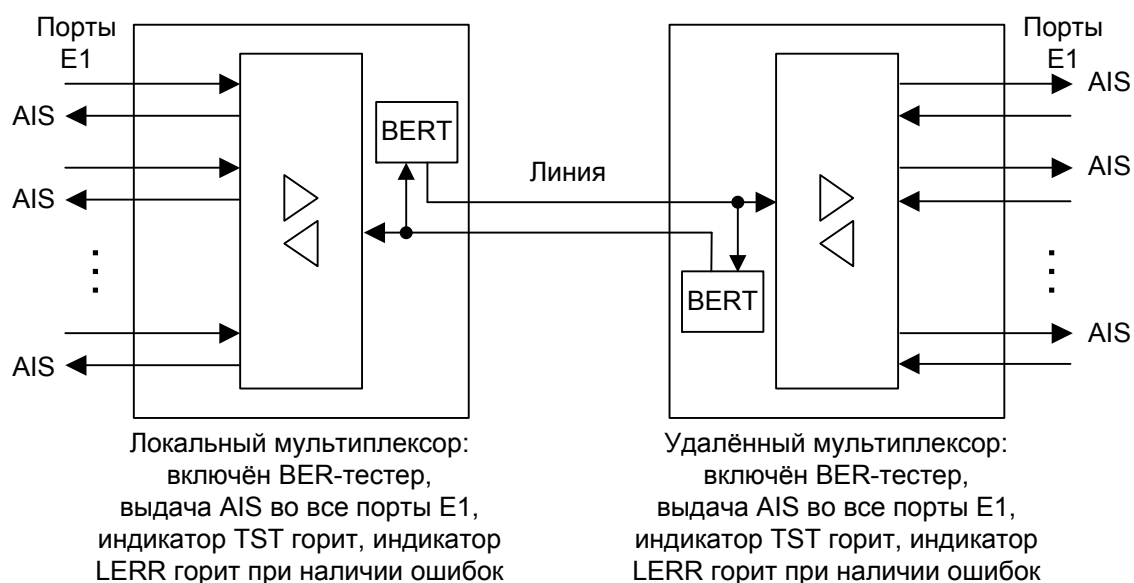 Порты
E1
AIS
AIS
AIS
BERT
Линия
BERT
Порты
E1
AIS
AIS
AIS
Локальный мультиплексор:
включён BER-тестер,
выдача AIS во все порты E1,
индикатор TST горит, индикатор
LERR горит при наличии ошибок
Удалённый мультиплексор:
включён BER-тестер,
выдача AIS во все порты E1,
индикатор TST горит, индикатор
LERR горит при наличии ошибок